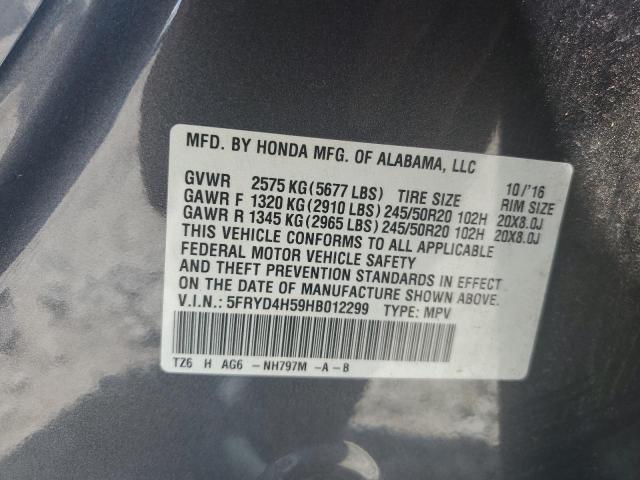 MFD. BY HONDA MFG. OF ALABAMA, LLC
10/'16
GVWR 2575 KG (5677 LBS) TIRE SIZE RIM SIZE
GAWR F 1320 KG (2910 LBS) 245/50R20 102H 20X8.0J
GAWR R 1345 KG (2965 LBS) 245/50R20 102H 20X8.0J
THIS VEHICLE CONFORMS TO ALL APPLICABLE
FEDERAL MOTOR VEHICLE SAFETY
AND THEFT PREVENTION STANDARDS IN EFFECT
ON THE DATE OF MANUFACTURE SHOWN ABOVE.
V.I.N.: 5FRYD4H59HB012299 TYPE: MPV
TZ6 H AG6 -NH797M -A-B